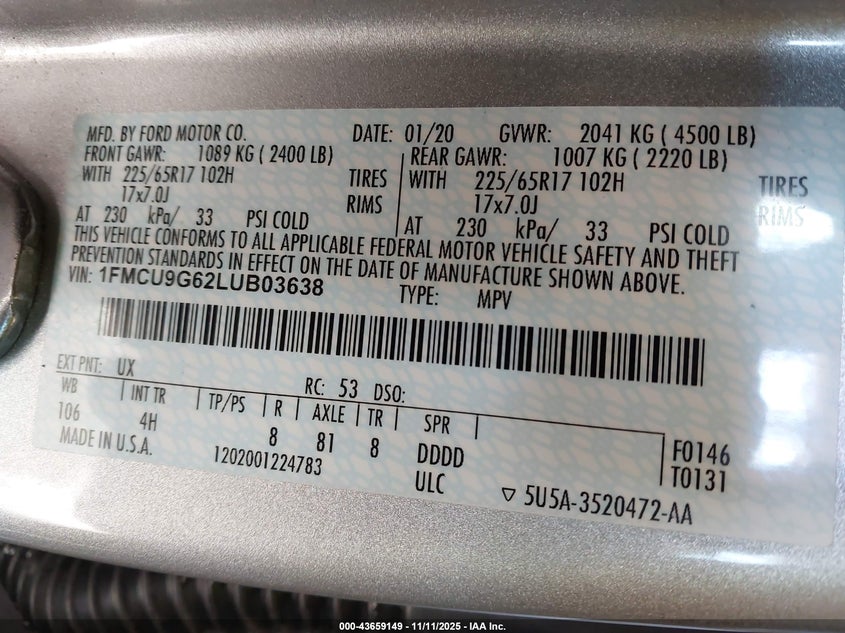 MFD. BY FORD MOTOR CO. DATE: 01/20 GVWR: 2041 KG ( 4500 LB)
FRONT GAWR: 1089 KG ( 2400 LB) REAR GAWR: 1007 KG ( 2220 LB)
WITH 225/65R17 102H TIRES WITH 225/65R17 102H TIRES
17x7.0J RIMS 17x7.0J RIMS
AT 230 kPa/ 33 PSI COLD AT 230 kPa/ 33 PSI COLD
THIS VEHICLE CONFORMS TO ALL APPLICABLE FEDERAL MOTOR VEHICLE SAFETY AND THEFT
PREVENTION STANDARDS IN EFFECT ON THE DATE OF MANUFACTURE SHOWN ABOVE.
VIN: 1FMCU9G62LUB03638 TYPE: MPV
EXT PNT: UX RC: 53 DSO:
WB INT TR TP/PS R AXLE TR SPR
106 4H 8 81 8 DDDD F0146
MADE IN U.S.A. 1202001224783 ULC T0131
▽ 5U5A-3520472-AA
000-43659149 - 11/11/2025 - IAA Inc.